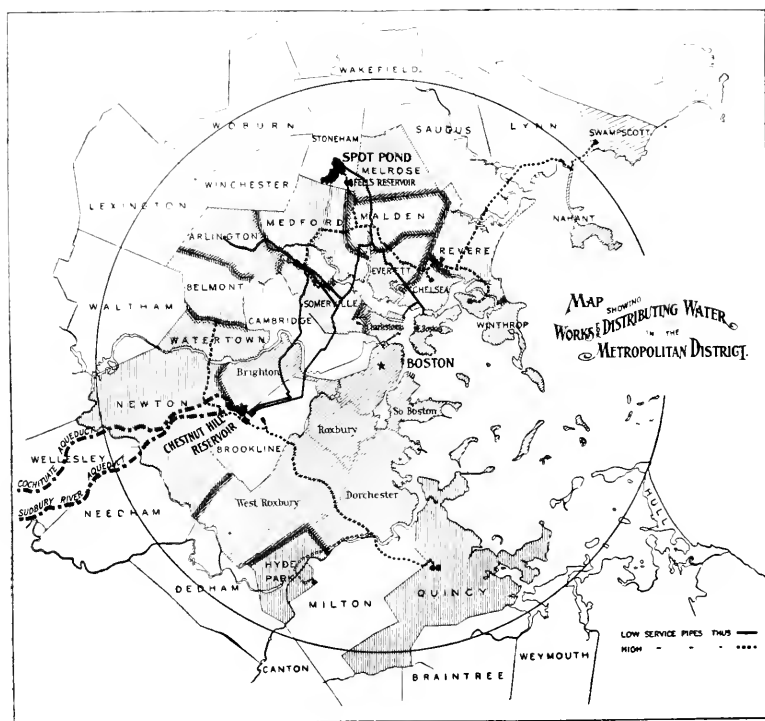 MAP SHOWING
WORKS FOR DISTRIBUTING WATER
IN THE
METROPOLITAN DISTRICT.
WAKEFIELD
WOBURN
STONEHAM
SAUGUS
LYNN
SWAMPSCOTT
SPOT POND
MELROSE
FELLS RESERVOIR
WINCHESTER
LEXINGTON
MEDFORD
MALDEN
NAHANT
ARLINGTON
REVERE
BELMONT
EVERETT
CHELSEA
WALTHAM
SOMERVILLE
CAMBRIDGE
WINTHROP
Charlestown
E. Boston
WATERTOWN
BOSTON
Brighton
NEWTON
So Boston
Roxbury
CHESTNUT HILL
RESERVOIR
BROOKLINE
WELLESLEY
COCHITUATE AQUEDUCT
SUDBURY RIVER AQUEDUCT
NEEDHAM
West Roxbury
Dorchester
HULL
DEDHAM
HYDE
PARK
MILTON
QUINCY
CANTON
BRAINTREE
WEYMOUTH
LOW SERVICE PIPES THUS
HIGH " " "